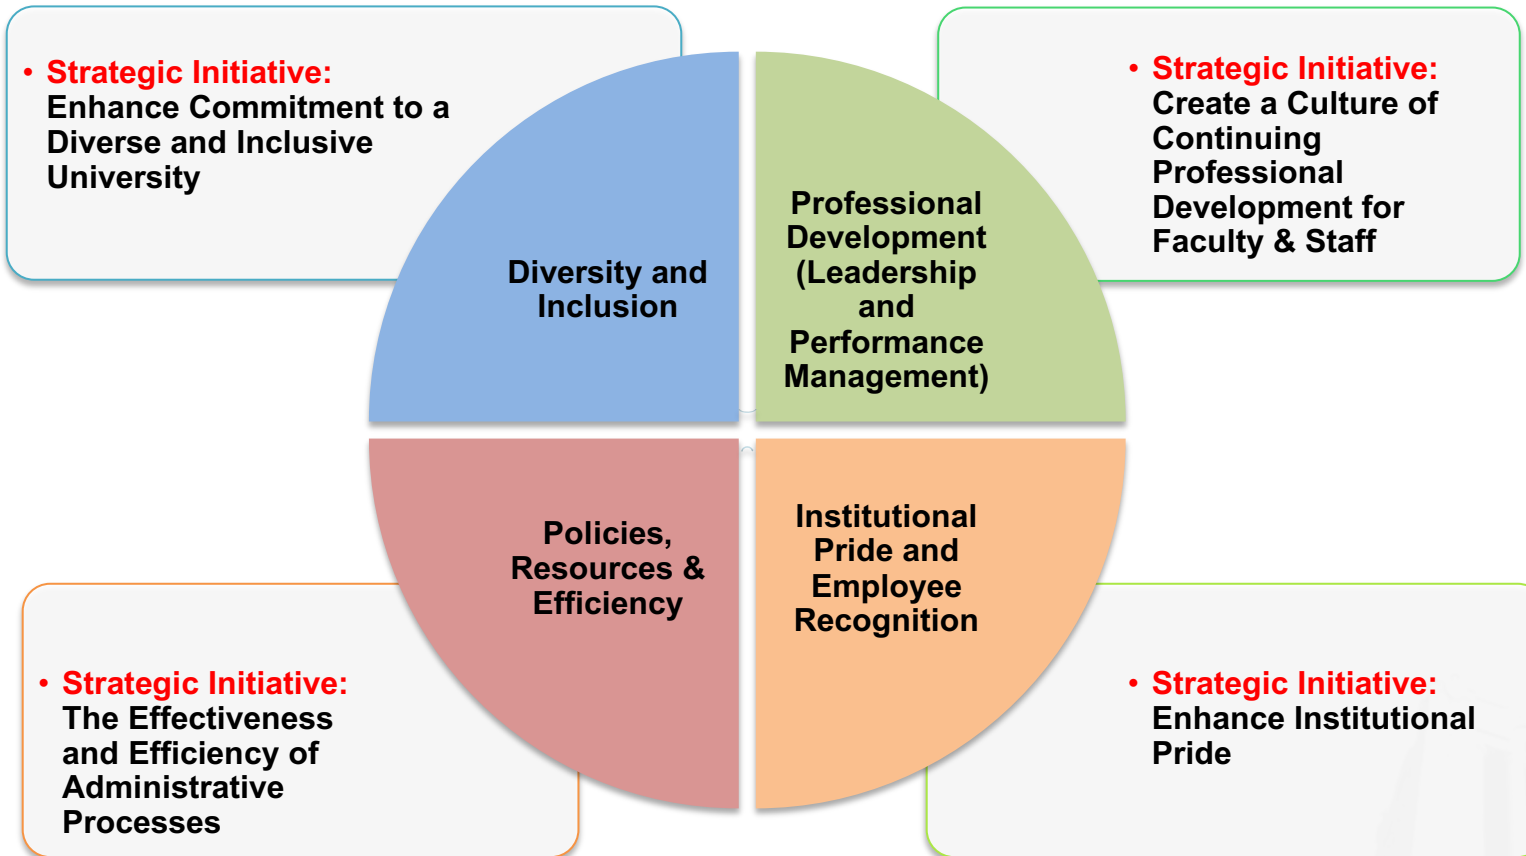 • Strategic Initiative:
Enhance Commitment to a
Diverse and Inclusive
University
• Strategic Initiative:
Create a Culture of
Continuing
Professional
Development for
Faculty & Staff
Diversity and
Inclusion
Professional
Development
(Leadership
and
Performance
Management)
Policies,
Resources &
Efficiency
Institutional
Pride and
Employee
Recognition
• Strategic Initiative:
The Effectiveness
and Efficiency of
Administrative
Processes
• Strategic Initiative:
Enhance Institutional
Pride